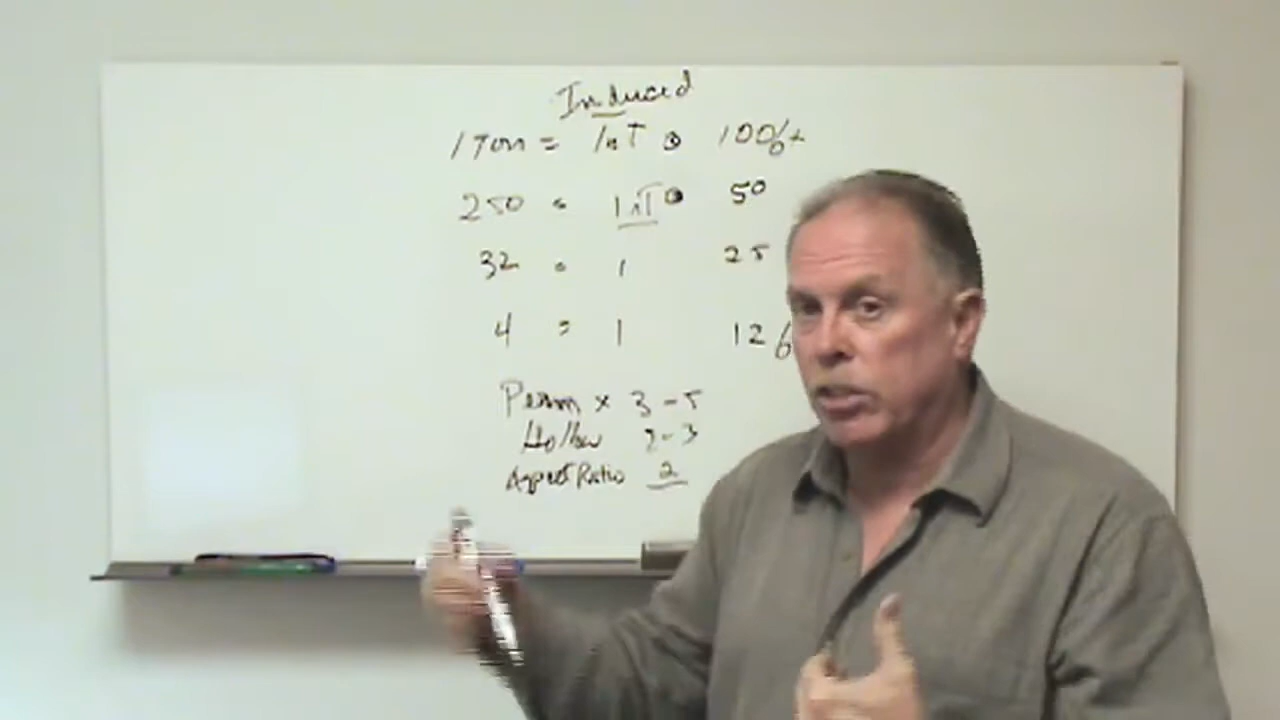 Induced
1 Ton = 1nT @ 100'+
250 = 1nT @ 50
32 = 1 25
4 = 1 12 6
Perm x 3-5
Hollow 2-3
Aspect Ratio 2